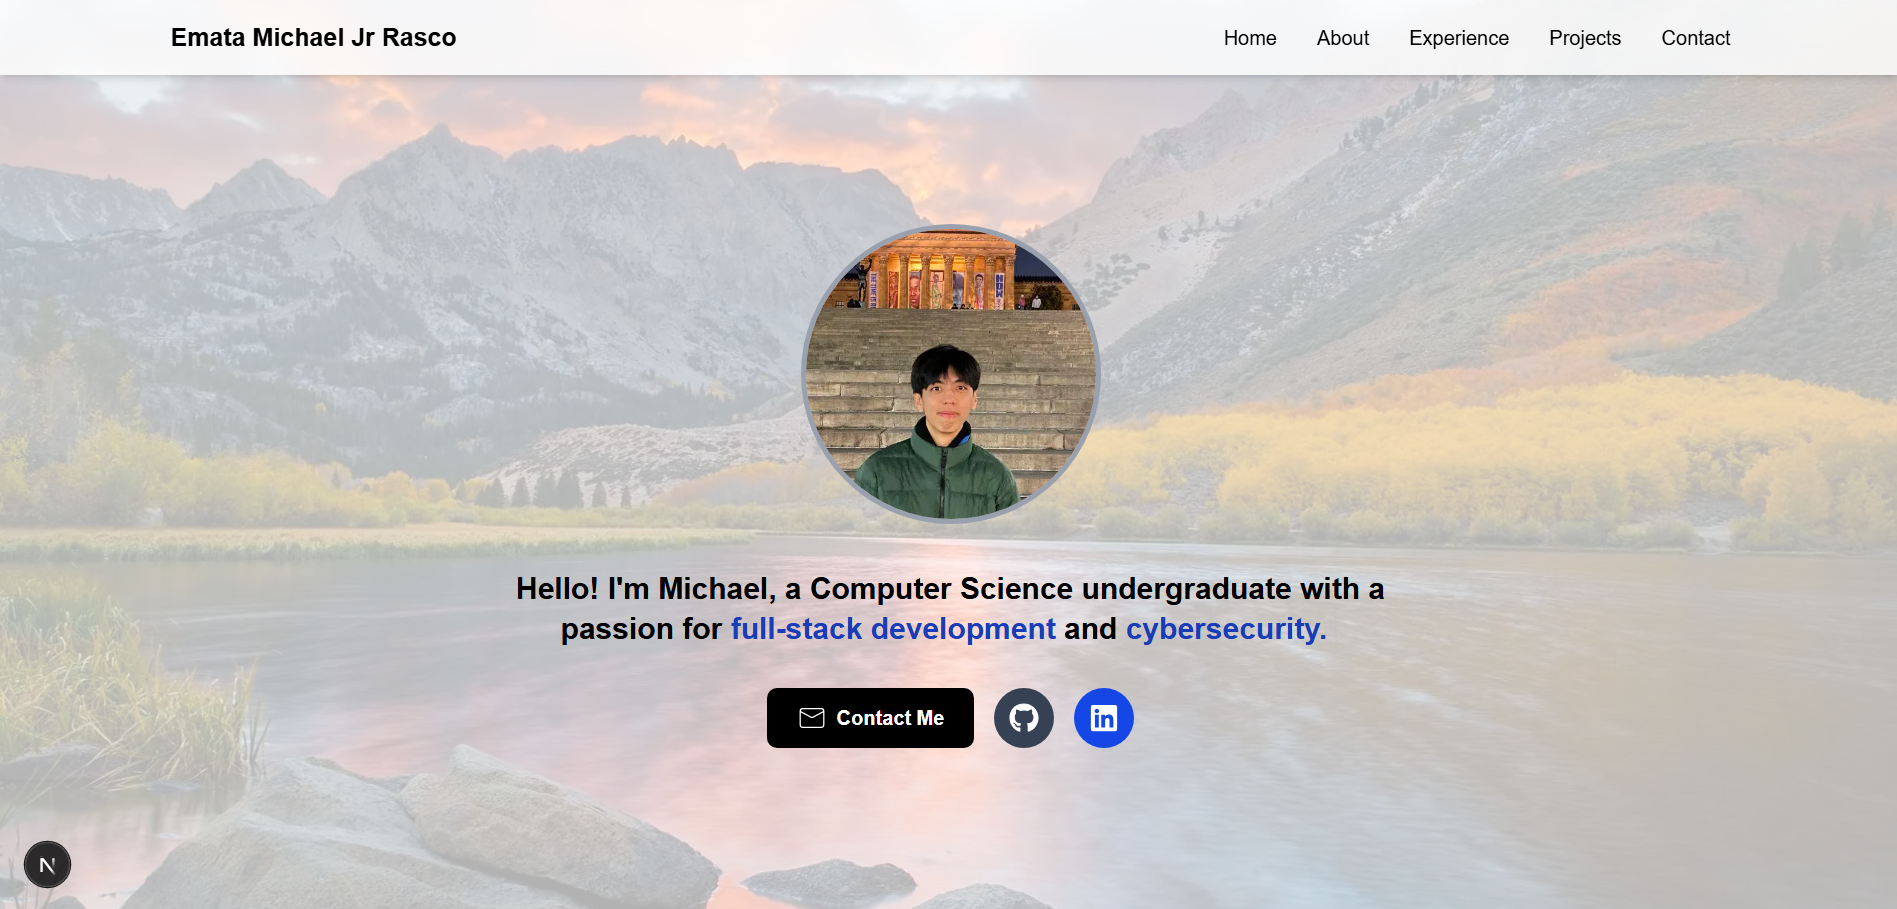 Emata Michael Jr Rasco
Home
About
Experience
Projects
Contact
Hello! I'm Michael, a Computer Science undergraduate with a
passion for full-stack development and cybersecurity.
Contact Me
in
N